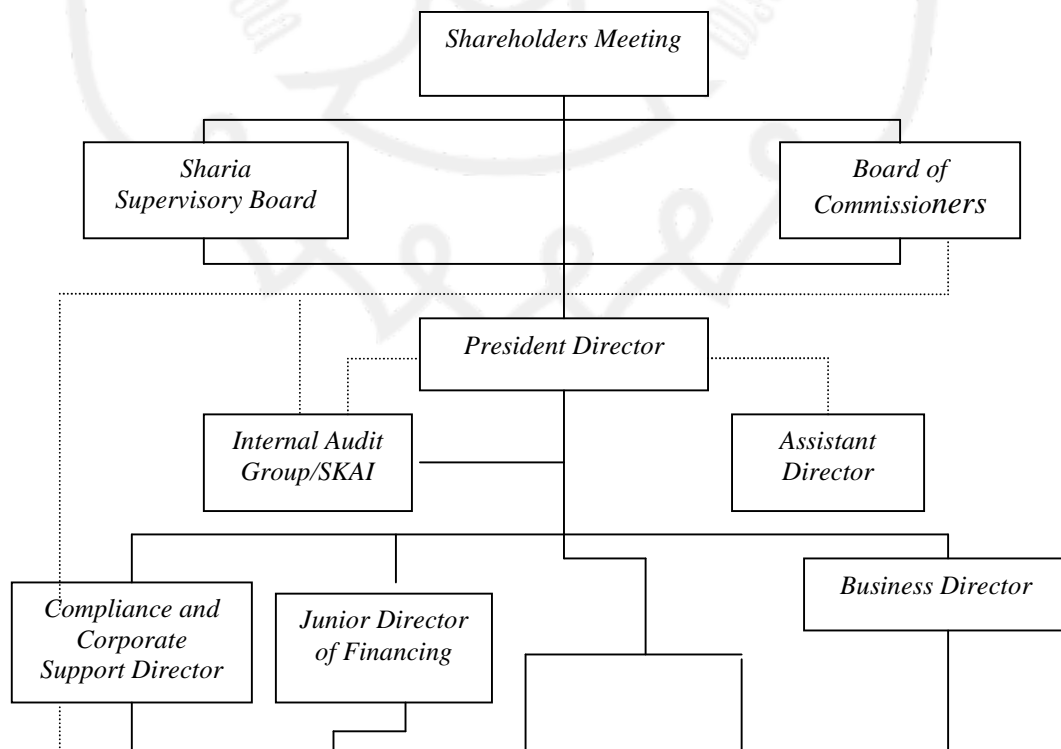 Shareholders Meeting
Sharia
Supervisory Board
Board of
Commissioners
President Director
Internal Audit
Group/SKAI
Assistant
Director
Compliance and
Corporate
Support Director
Junior Director
of Financing
Business Director